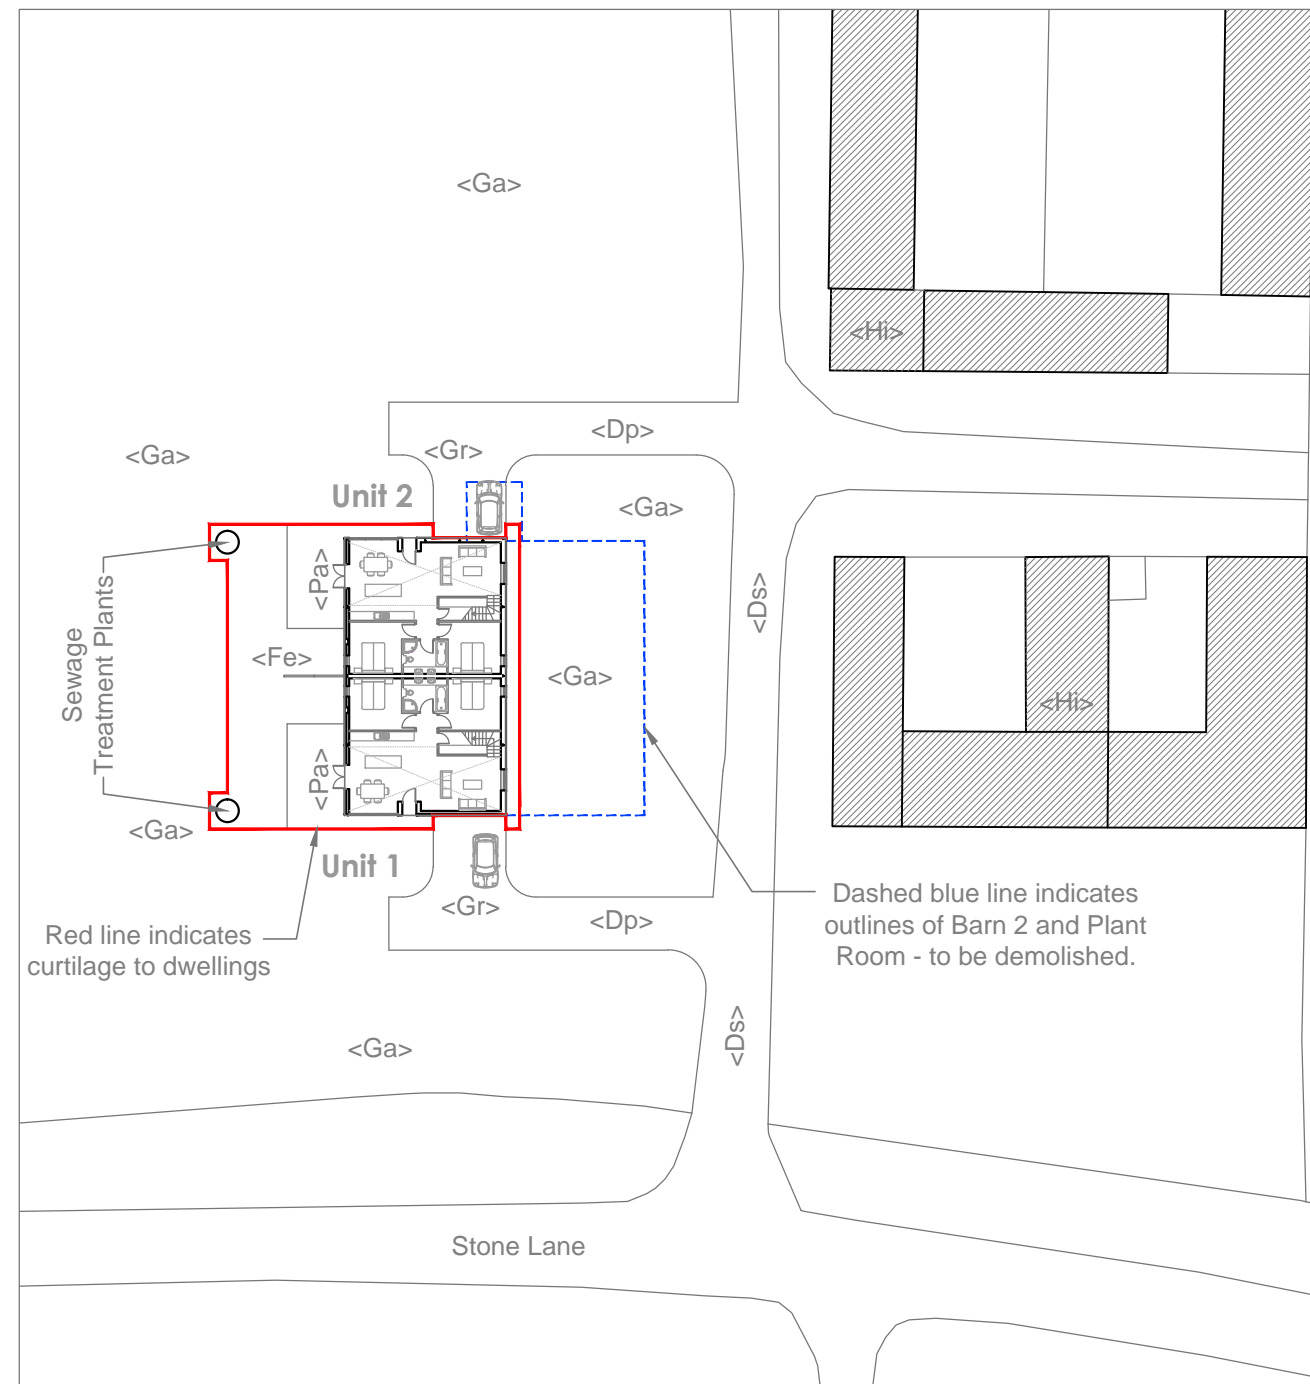 <Ga>
<Hi>
<Dp>
<Gr>
<Ga>
Unit 2
<Ga>
<Pa>
<Ds>
Sewage
Treatment Plants
<Fe>
<Ga>
<Hi>
<Pa>
<Ga>
Unit 1
<Gr>
<Dp>
Dashed blue line indicates
outlines of Barn 2 and Plant
Room - to be demolished.
Red line indicates
curtilage to dwellings
<Ds>
<Ga>
Stone Lane